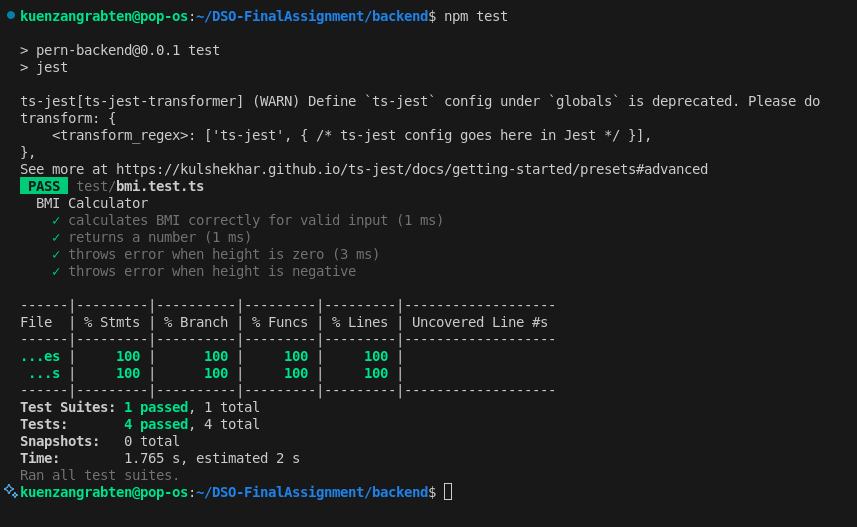 kuenzangrabten@pop-os:~/DSO-FinalAssignment/backend$ npm test
> pern-backend@0.0.1 test
> jest
ts-jest[ts-jest-transformer] (WARN) Define `ts-jest` config under `globals` is deprecated. Please do
transform: {
    <transform_regex>: ['ts-jest', { /* ts-jest config goes here in Jest */ }],
},
See more at https://kulshekhar.github.io/ts-jest/docs/getting-started/presets#advanced
PASS test/bmi.test.ts
  BMI Calculator
    ✓ calculates BMI correctly for valid input (1 ms)
    ✓ returns a number (1 ms)
    ✓ throws error when height is zero (3 ms)
    ✓ throws error when height is negative
------|---------|----------|---------|---------|-------------------
File  | % Stmts | % Branch | % Funcs | % Lines | Uncovered Line #s
------|---------|----------|---------|---------|-------------------
...es |     100 |      100 |     100 |     100 |
 ...s |     100 |      100 |     100 |     100 |
------|---------|----------|---------|---------|-------------------
Test Suites: 1 passed, 1 total
Tests:       4 passed, 4 total
Snapshots:   0 total
Time:        1.765 s, estimated 2 s
Ran all test suites.
kuenzangrabten@pop-os:~/DSO-FinalAssignment/backend$